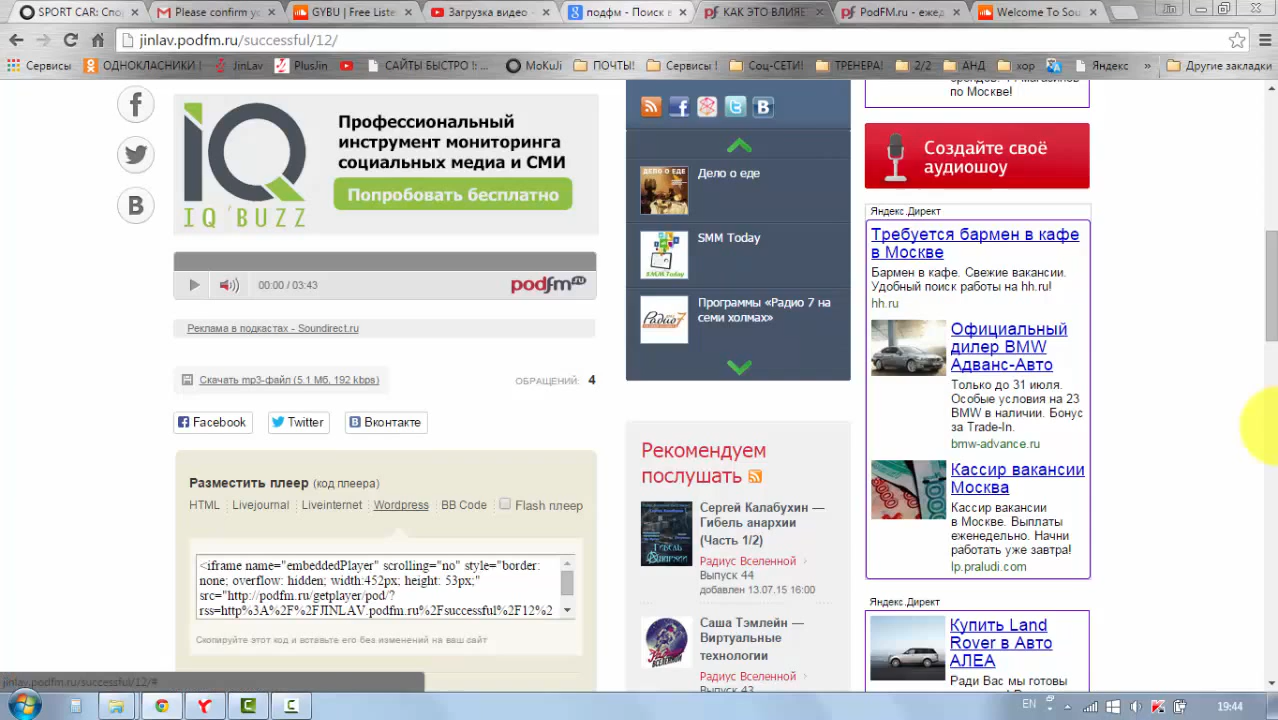 SPORT CAR: Спо
Please confirm y
GYBU | Free Liste
Загрузка видео -
подфм - Поиск в
КАК ЭТО ВЛИЯЕ
PodFM.ru - ежед
Welcome To Sou
Jin
jinlav.podfm.ru/successful/12/
Сервисы
ОДНОКЛАСНИКИ
JinLav
PlusJin
САЙТЫ БЫСТРО !: ...
MoKuJi
ПОЧТЫ!
Сервисы !
Соц-СЕТИ!
ТРЕНЕРА!
2/2
АНД
хор
Яндекс
»
Другие закладки
IQ'BUZZ
Профессиональный
инструмент мониторинга
социальных медиа и СМИ
Попробовать бесплатно
00:00 / 03:43
podfm.ru
Реклама в подкастах - Soundirect.ru
Скачать mp3-файл (5.1 Мб, 192 kbps)
ОБРАЩЕНИЙ: 4
Facebook
Twitter
Вконтакте
Разместить плеер (код плеера)
HTML
Livejournal
Liveinternet
Wordpress
BB Code
Flash плеер
<iframe name="embeddedPlayer" scrolling="no" style="border:
none; overflow: hidden; width:452px; height: 53px;"
src="http://podfm.ru/getplayer/pod/?
rss=http%3A%2F%2FJINLAV.podfm.ru%2Fsuccessful%2F12%2
Скопируйте этот код и вставьте его без изменений на ваш сайт
Дело о еде
SMM Today
Программы «Радио 7 на
семи холмах»
Рекомендуем
послушать
Сергей Калабухин —
Гибель анархии
(Часть 1/2)
Радиус Вселенной
Выпуск 44
добавлен 13.07.15 16:00
Саша Тэмлейн —
Виртуальные
технологии
Радиус Вселенной
Выпуск 43
по Москве!
Создайте своё
аудиошоу
Яндекс.Директ
Требуется бармен в кафе
в Москве
Бармен в кафе. Свежие вакансии.
Удобный поиск работы на hh.ru!
hh.ru
Официальный
дилер BMW
Адванс-Авто
Только до 31 июля.
Особые условия на 23
BMW в наличии. Бонус
за Trade-In.
bmw-advance.ru
Кассир вакансии
Москва
Кассир вакансии
в Москве. Выплаты
еженедельно. Начни
работать уже завтра!
lp.praludi.com
Яндекс.Директ
Купить Land
Rover в Авто
АЛЕА
Ради Вас мы готовы
jinlav.podfm.ru/successful/12/#
EN
19:44